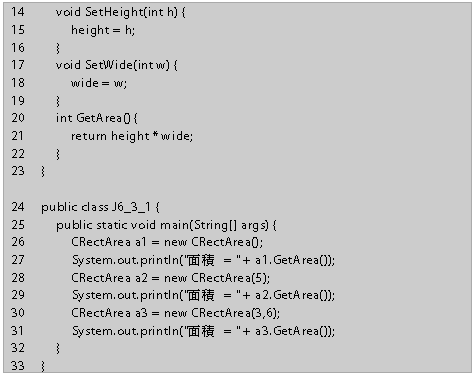 14 void SetHeight(int h) {
15 height = h;
16 }
17 void SetWide(int w) {
18 wide = w;
19 }
20 int GetArea() {
21 return height * wide;
22 }
23 }
24 public class J6_3_1 {
25 public static void main(String[] args) {
26 CRectArea a1 = new CRectArea();
27 System.out.println("面積 = "+ a1.GetArea());
28 CRectArea a2 = new CRectArea(5);
29 System.out.println("面積 = "+ a2.GetArea());
30 CRectArea a3 = new CRectArea(3,6);
31 System.out.println("面積 = "+ a3.GetArea());
32 }
33 }